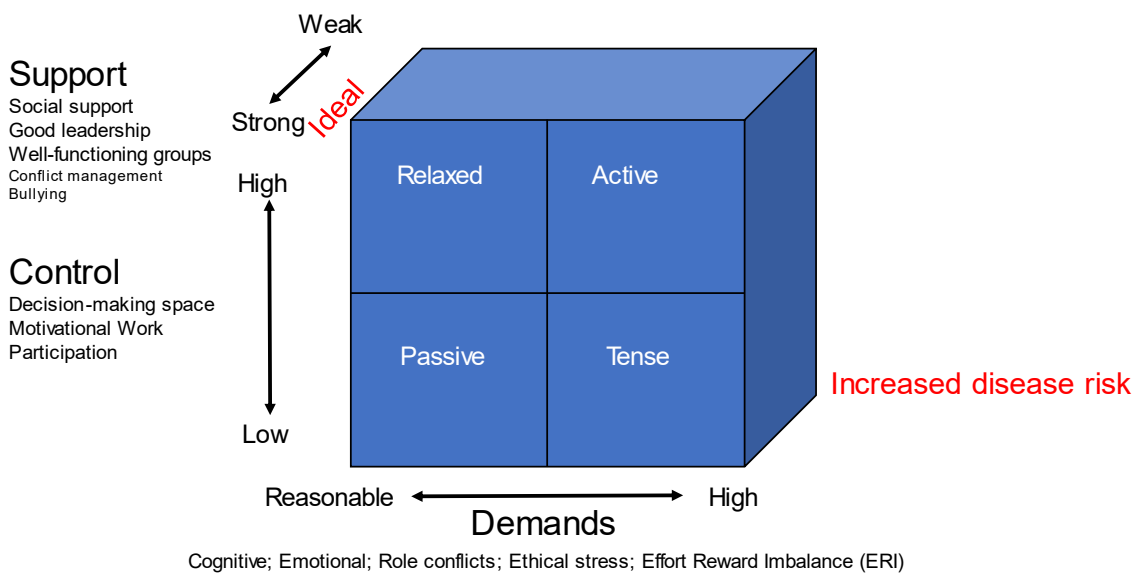 Weak
Support
Social support
Good leadership
Well-functioning groups
Conflict management
Bullying
Strong
Ideal
High
Relaxed
Active
Control
Decision-making space
Motivational Work
Participation
Passive
Tense
Increased disease risk
Low
Reasonable
High
Demands
Cognitive; Emotional; Role conflicts; Ethical stress; Effort Reward Imbalance (ERI)